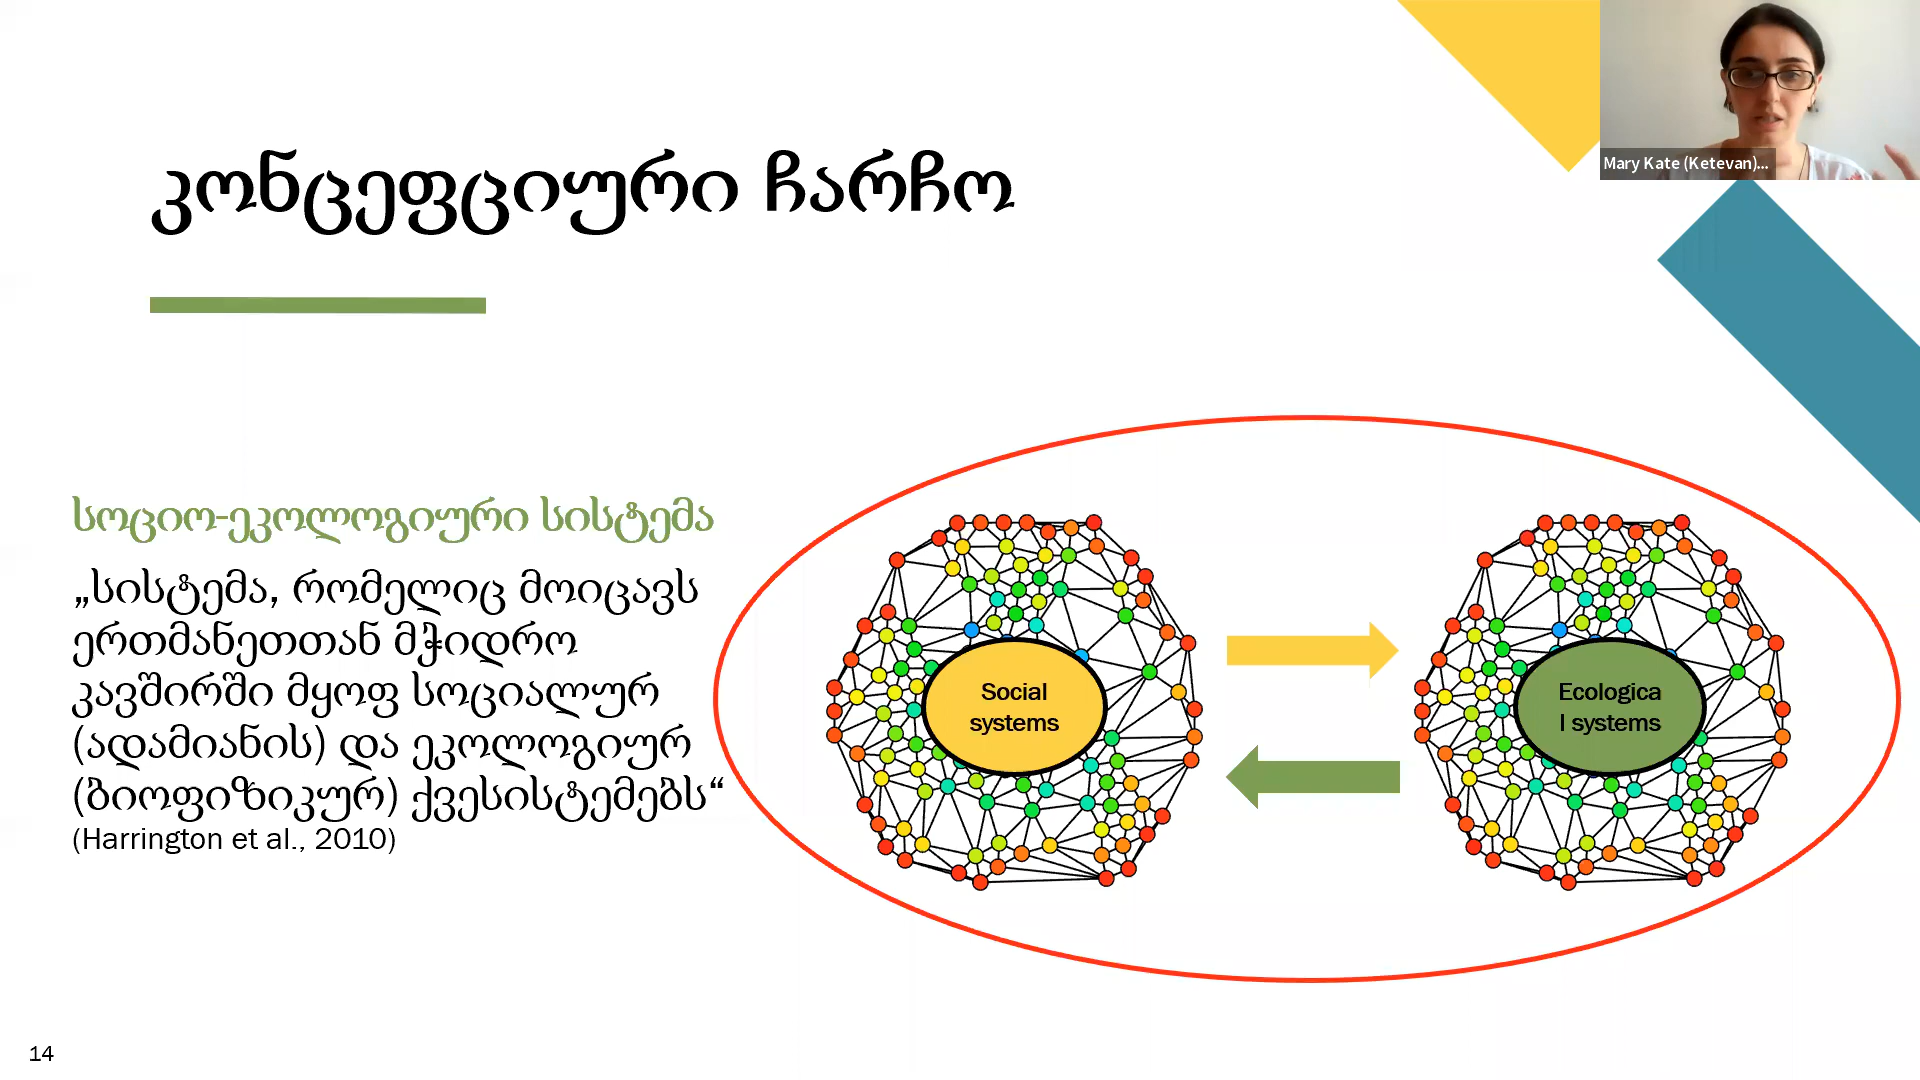 Mary Kate (Ketevan)...
კონცეფციური ჩარჩო
სოციო-ეკოლოგიური სისტემა
„სისტემა, რომელიც მოიცავს
ერთმანეთთან მჭიდრო
კავშირში მყოფ სოციალურ
(ადამიანის) და ეკოლოგიურ
(ბიოფიზიკურ) ქვესისტემებს“
(Harrington et al., 2010)
Social
systems
Ecologica
l systems
14